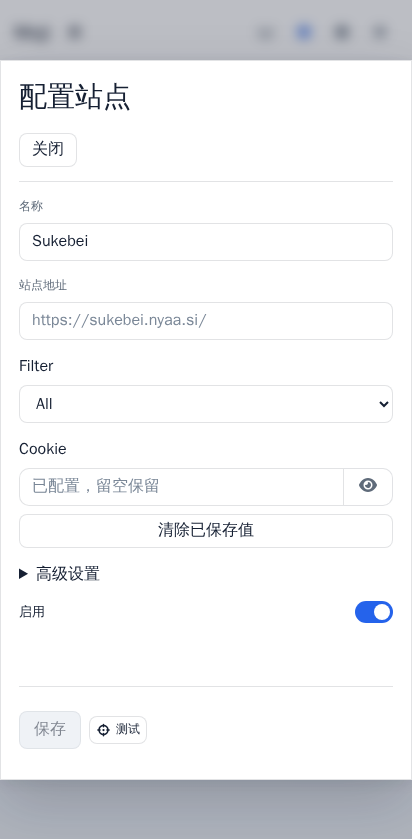 配置站点
关闭
名称
Sukebei
站点地址
https://sukebei.nyaa.si/
Filter
All
Cookie
已配置，留空保留
清除已保存值
高级设置
启用
保存
测试